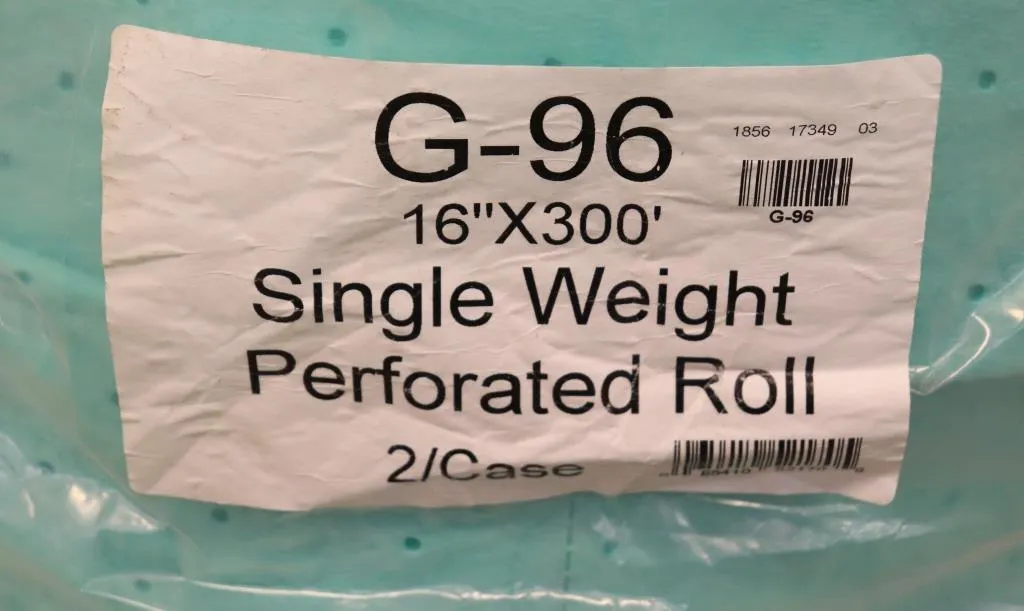 G-96
1856 17349 03
G-96
16"X300'
Single Weight
Perforated Roll
2/Case